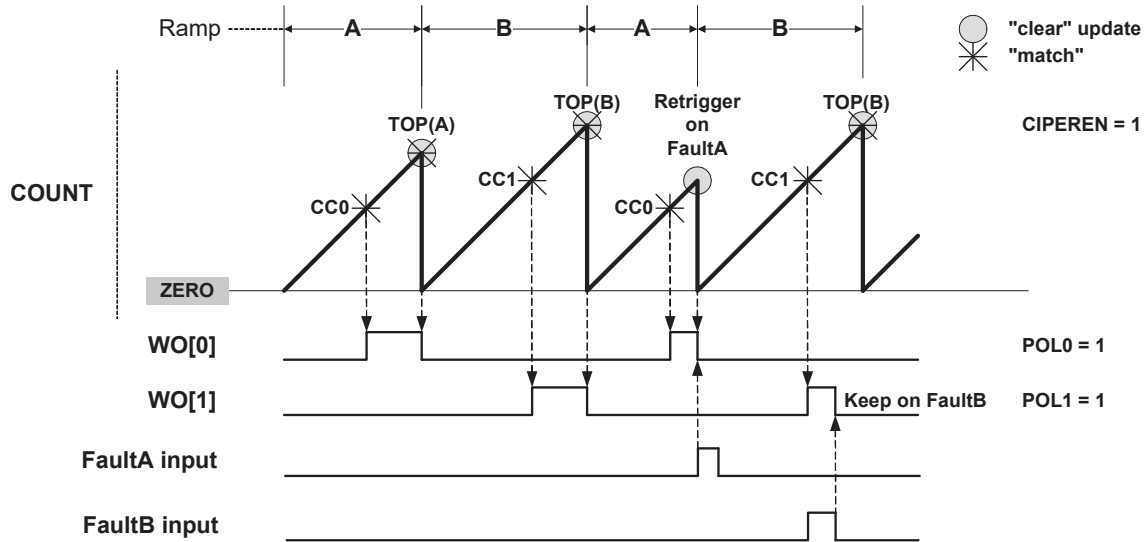 Ramp
A
B
A
B
"clear" update
"match"
TOP(A)
TOP(B)
Retrigger
on
FaultA
TOP(B)
CIPEREN = 1
COUNT
CC0
CC1
CC0
CC1
ZERO
WO[0]
POL0 = 1
WO[1]
Keep on FaultB
POL1 = 1
FaultA input
FaultB input